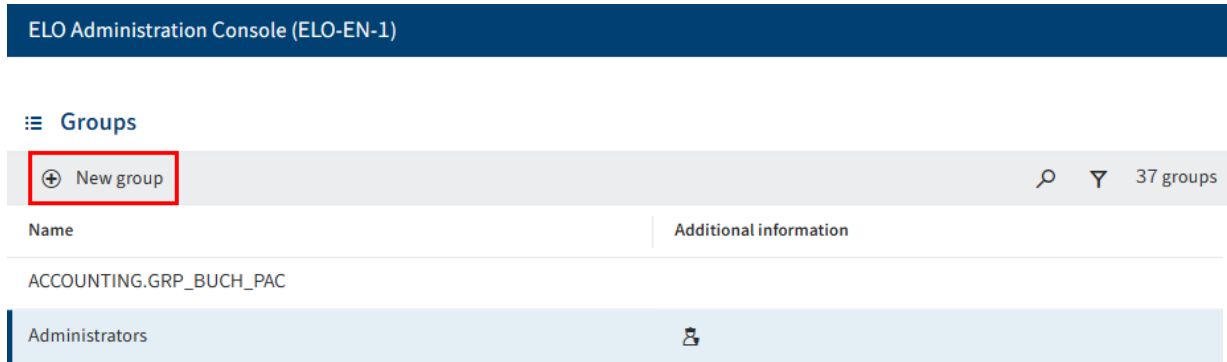 ELO Administration Console (ELO-EN-1)
Groups
New group 37 groups
Name Additional information
ACCOUNTING.GRP_BUCH_PAC
Administrators